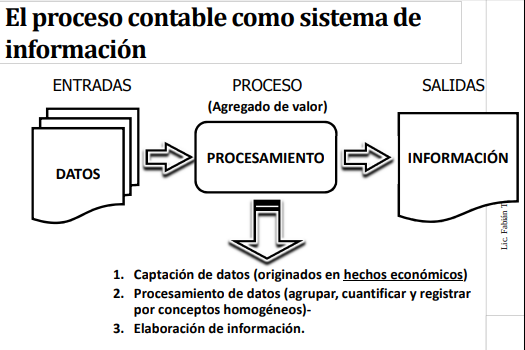 El proceso contable como sistema de
información
ENTRADAS
PROCESO
SALIDAS
(Agregado de valor)
DATOS
PROCESAMIENTO
INFORMACIÓN
Lic. Fabián
1. Captación de datos (originados en hechos económicos)
2. Procesamiento de datos (agrupar, cuantificar y registrar
por conceptos homogéneos)-
3. Elaboración de información.